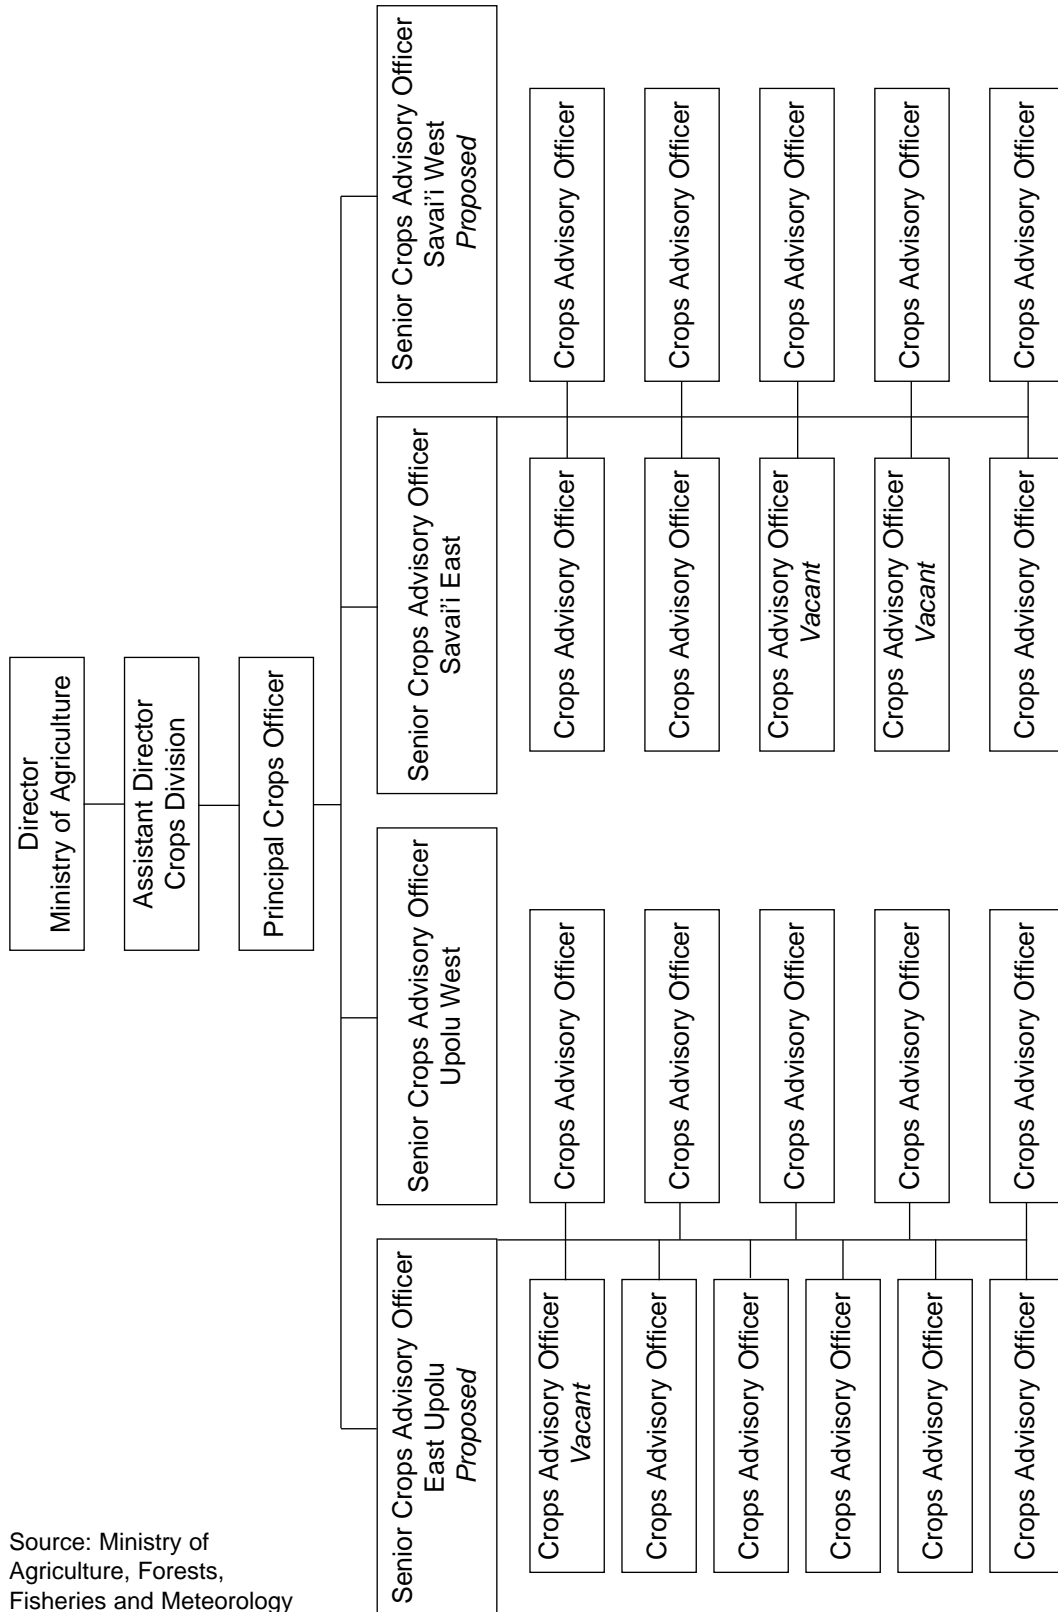 Director
Ministry of Agriculture
Assistant Director
Crops Division
Principal Crops Officer
Senior Crops Advisory Officer
East Upolu
Proposed
Senior Crops Advisory Officer
Upolu West
Senior Crops Advisory Officer
Savai'i East
Senior Crops Advisory Officer
Savai'i West
Proposed
Crops Advisory Officer
Vacant
Crops Advisory Officer
Crops Advisory Officer
Crops Advisory Officer
Crops Advisory Officer
Crops Advisory Officer
Crops Advisory Officer
Crops Advisory Officer
Crops Advisory Officer
Crops Advisory Officer
Crops Advisory Officer
Crops Advisory Officer
Crops Advisory Officer
Crops Advisory Officer
Vacant
Crops Advisory Officer
Vacant
Crops Advisory Officer
Crops Advisory Officer
Crops Advisory Officer
Crops Advisory Officer
Crops Advisory Officer
Crops Advisory Officer
Source: Ministry of
Agriculture, Forests,
Fisheries and Meteorology